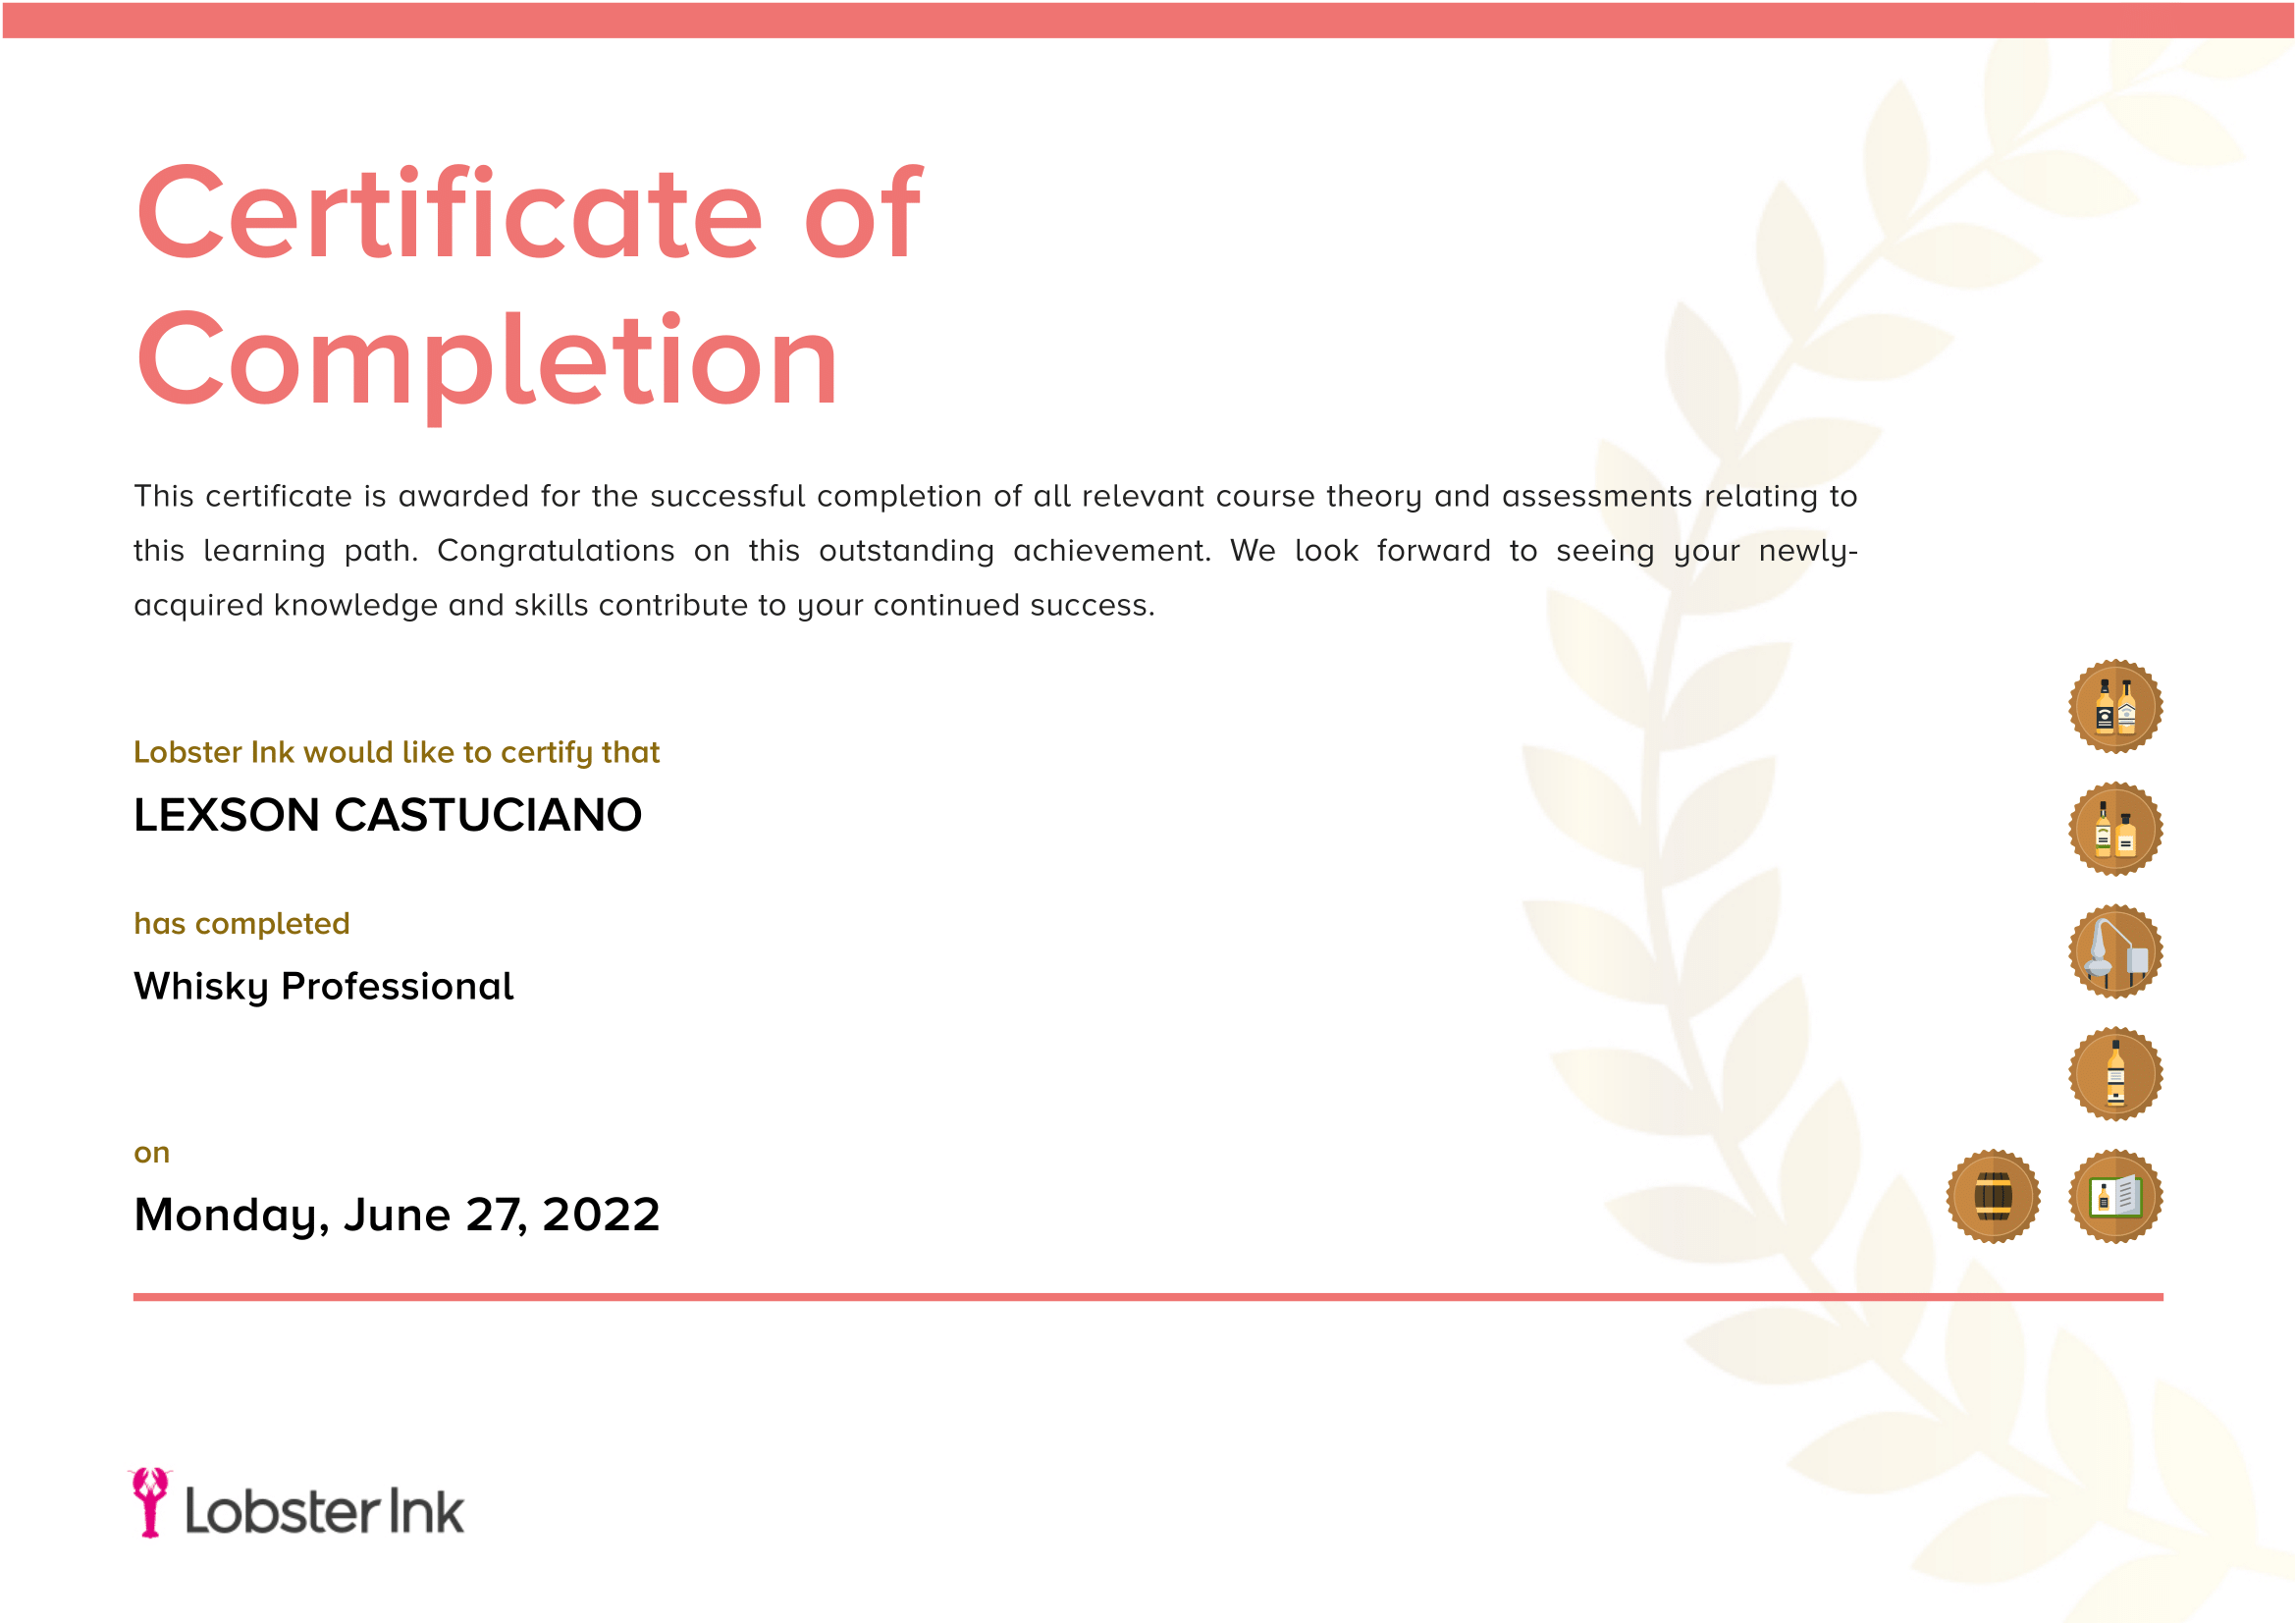 Certificate of
Completion
This certificate is awarded for the successful completion of all relevant course theory and assessments relating to
this learning path. Congratulations on this outstanding achievement. We look forward to seeing your newly-
acquired knowledge and skills contribute to your continued success.
Lobster Ink would like to certify that
LEXSON CASTUCIANO
has completed
Whisky Professional
on
Monday, June 27, 2022
Lobster Ink